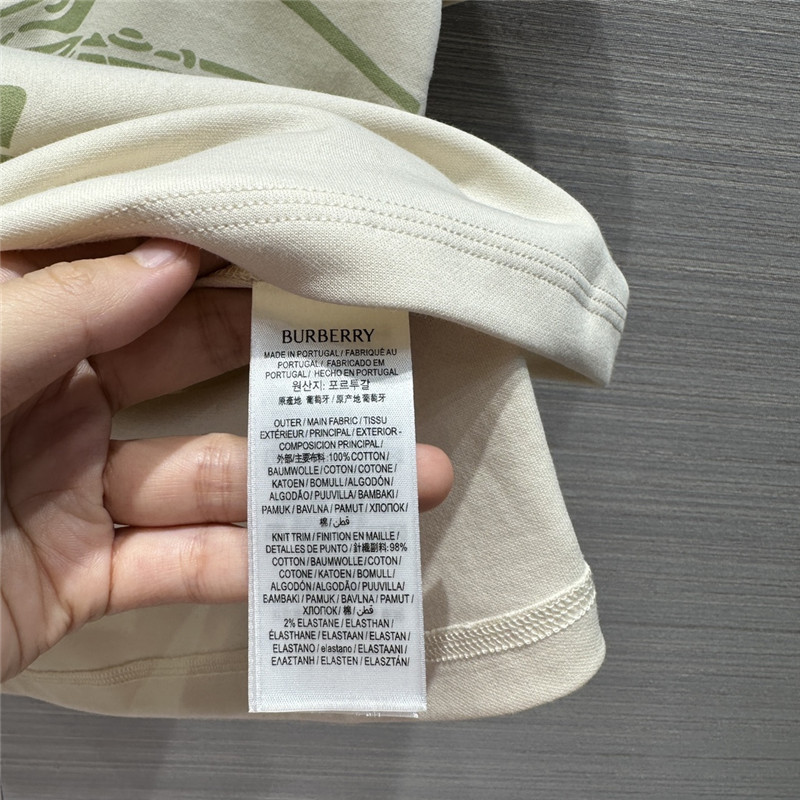 BURBERRY
MADE IN PORTUGAL / FABRIQUÉ AU
PORTUGAL / FABRICADO EM
PORTUGAL / HECHO EN PORTUGAL
원산지: 포르투갈
原產地 葡萄牙 / 原产地 葡萄牙
OUTER / MAIN FABRIC / TISSU
EXTÉRIEUR / PRINCIPAL / EXTERIOR -
COMPOSICION PRINCIPAL /
外部/主要布料: 100% COTTON /
BAUMWOLLE / COTON / COTONE /
KATOEN / BOMULL / ALGODÓN /
ALGODÃO / PUUVILLA / BAMBAKI /
PAMUK / BAVLNA / PAMUT / ХЛОПОК /
棉 / قطن
KNIT TRIM / FINITION EN MAILLE /
DETALLES DE PUNTO / 針織副料: 98%
COTTON / BAUMWOLLE / COTON /
COTONE / KATOEN / BOMULL /
ALGODÓN / ALGODÃO / PUUVILLA /
BAMBAKI / PAMUK / BAVLNA / PAMUT /
ХЛОПОК / 棉 / قطن
2% ELASTANE / ELASTHAN /
ÉLASTHANE / ELASTAAN / ELASTAN /
ELASTANO / elastano / ELASTAANI /
ΕΛΑΣΤΑΝΗ / ELASTEN / ELASZTÁN /